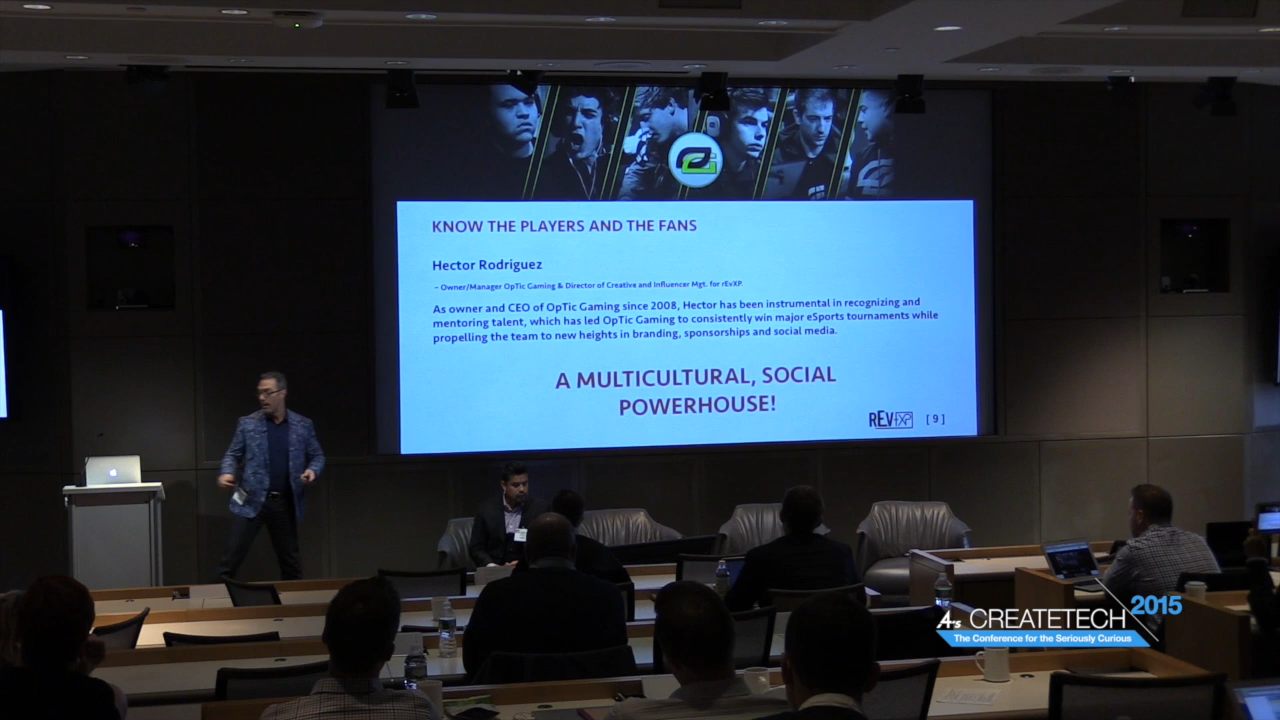 KNOW THE PLAYERS AND THE FANS
Hector Rodriguez
– Owner/Manager OpTic Gaming & Director of Creative and Influencer Mgt. for rEvXP.
As owner and CEO of OpTic Gaming since 2008, Hector has been instrumental in recognizing and
mentoring talent, which has led OpTic Gaming to consistently win major eSports tournaments while
propelling the team to new heights in branding, sponsorships and social media.
A MULTICULTURAL, SOCIAL
POWERHOUSE!
rEvXP [9]
4A's CREATETECH 2015
The Conference for the Seriously Curious